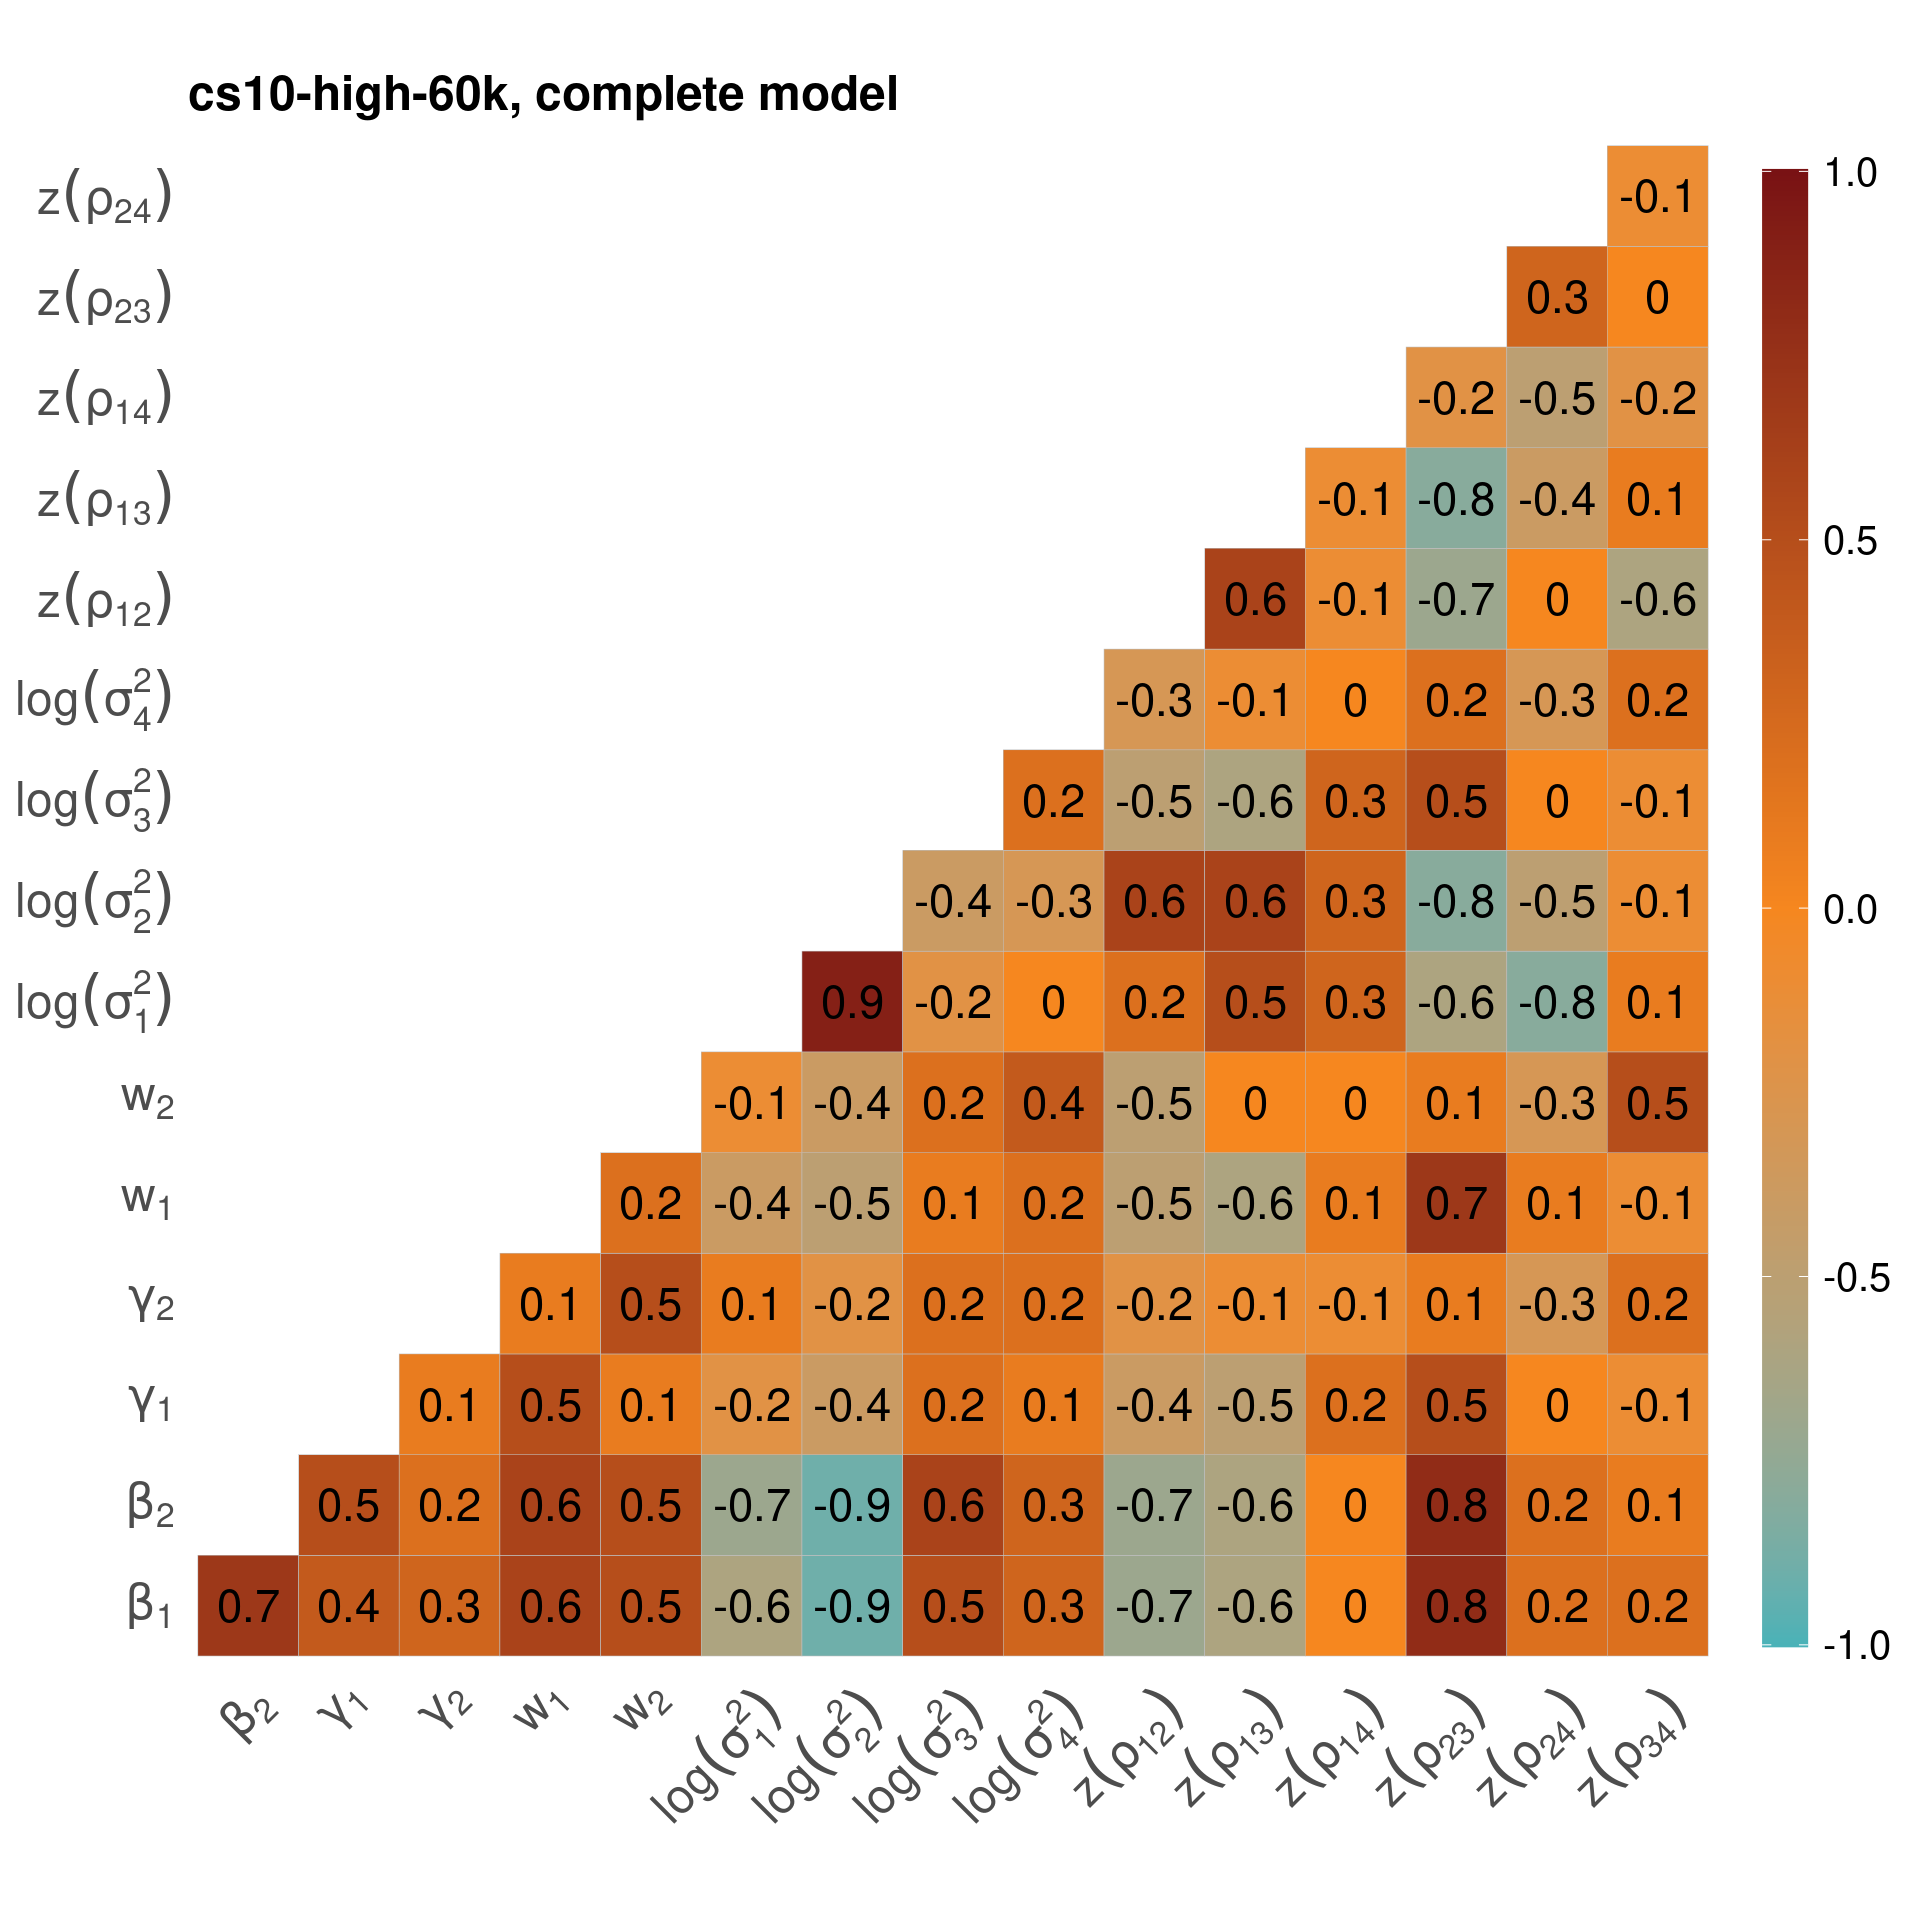 cs10-high-60k, complete model
z(ρ24) -0.1
z(ρ23) 0.3 0
z(ρ14) -0.2 -0.5 -0.2
z(ρ13) -0.1 -0.8 -0.4 0.1
z(ρ12) 0.6 -0.1 -0.7 0 -0.6
log(σ²4) -0.3 -0.1 0 0.2 -0.3 0.2
log(σ²3) 0.2 -0.5 -0.6 0.3 0.5 0 -0.1
log(σ²2) -0.4 -0.3 0.6 0.6 0.3 -0.8 -0.5 -0.1
log(σ²1) 0.9 -0.2 0 0.2 0.5 0.3 -0.6 -0.8 0.1
w2 -0.1 -0.4 0.2 0.4 -0.5 0 0 0.1 -0.3 0.5
w1 0.2 -0.4 -0.5 0.1 0.2 -0.5 -0.6 0.1 0.7 0.1 -0.1
γ2 0.1 0.5 0.1 -0.2 0.2 0.2 -0.2 -0.1 -0.1 0.1 -0.3 0.2
γ1 0.1 0.5 0.1 -0.2 -0.4 0.2 0.1 -0.4 -0.5 0.2 0.5 0 -0.1
β2 0.5 0.2 0.6 0.5 -0.7 -0.9 0.6 0.3 -0.7 -0.6 0 0.8 0.2 0.1
β1 0.7 0.4 0.3 0.6 0.5 -0.6 -0.9 0.5 0.3 -0.7 -0.6 0 0.8 0.2 0.2
β2 γ1 γ2 w1 w2 log(σ²1) log(σ²2) log(σ²3) log(σ²4) z(ρ12) z(ρ13) z(ρ14) z(ρ23) z(ρ24) z(ρ34)
1.0
0.5
0.0
-0.5
-1.0